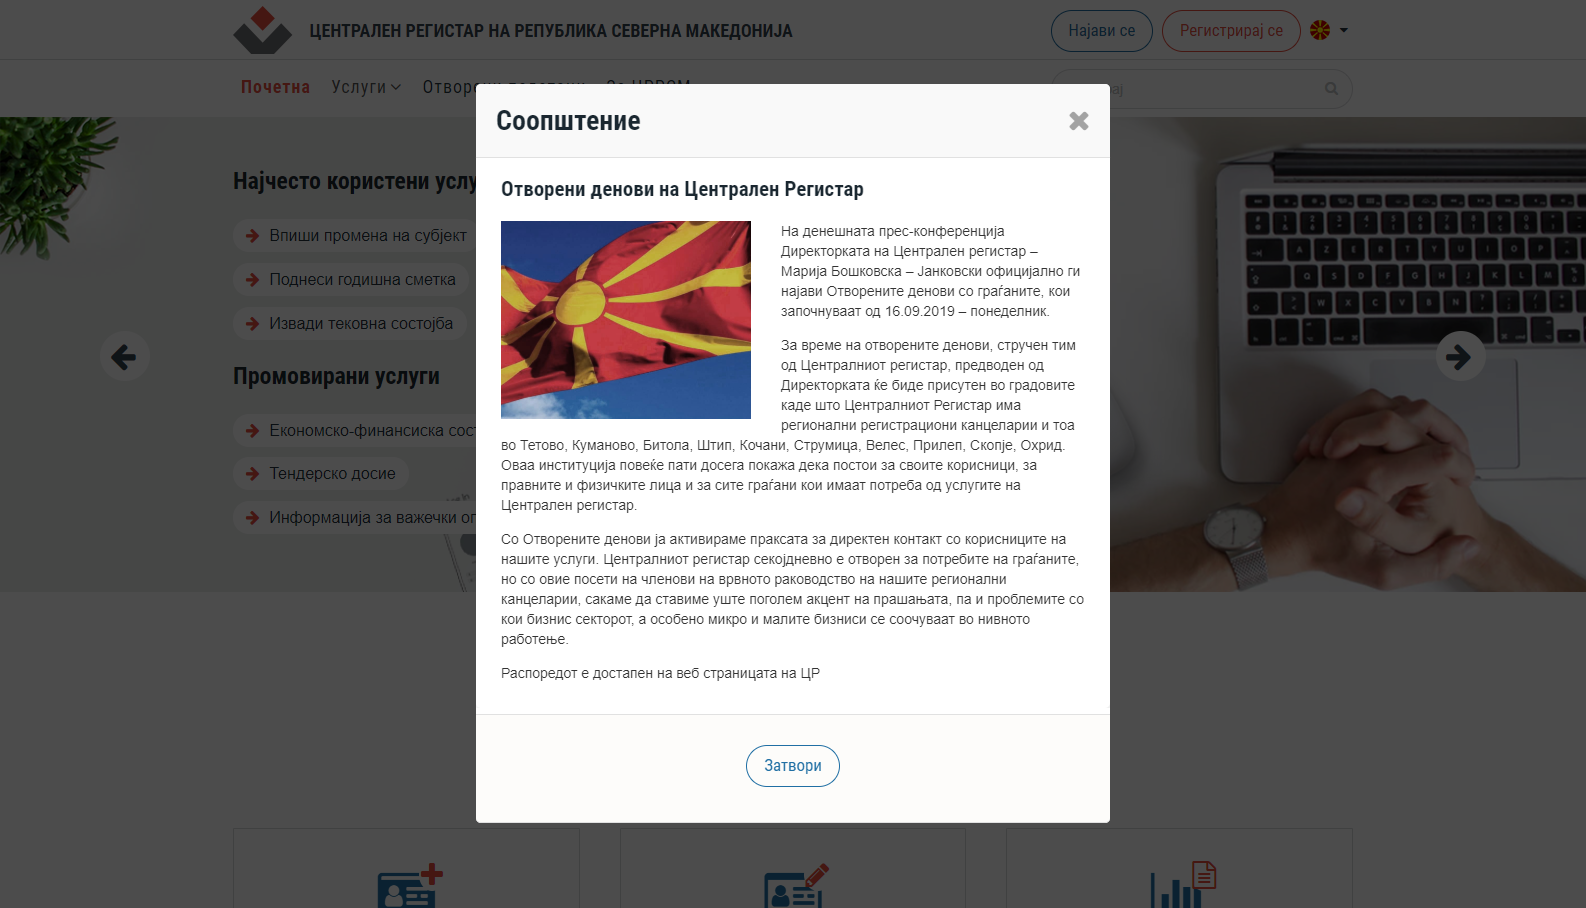 ЦЕНТРАЛЕН РЕГИСТАР НА РЕПУБЛИКА СЕВЕРНА МАКЕДОНИЈА
Најави се
Регистрирај се
Почетна
Услуги
Соопштение
Отворени денови на Централен Регистар
На денешната прес-конференција
Директорката на Централен регистар –
Марија Бошковска – Јанковски официјално ги
најави Отворените денови со граѓаните, кои
започнуваат од 16.09.2019 – понеделник.
За време на отворените денови, стручен тим
од Централниот регистар, предводен од
Директорката ќе биде присутен во градовите
каде што Централниот Регистар има
регионални регистрациони канцеларии и тоа
во Тетово, Куманово, Битола, Штип, Кочани, Струмица, Велес, Прилеп, Скопје, Охрид.
Оваа институција повеќе пати досега покажа дека постои за своите корисници, за
правните и физичките лица и за сите граѓани кои имаат потреба од услугите на
Централен регистар.
Со Отворените денови ја активираме праксата за директен контакт со корисниците на
нашите услуги. Централниот регистар секојдневно е отворен за потребите на граѓаните,
но со овие посети на членови на врвното раководство на нашите регионални
канцеларии, сакаме да ставиме уште поголем акцент на прашањата, па и проблемите со
кои бизнис секторот, а особено микро и малите бизниси се соочуваат во нивното
работење.
Распоредот е достапен на веб страницата на ЦР
Затвори
Најчесто користени
Впиши промена на субјект
Поднеси годишна сметка
Извади тековна состојба
Промовирани услуги
Економско-финансиска
Тендерско досие
Информација за важечки